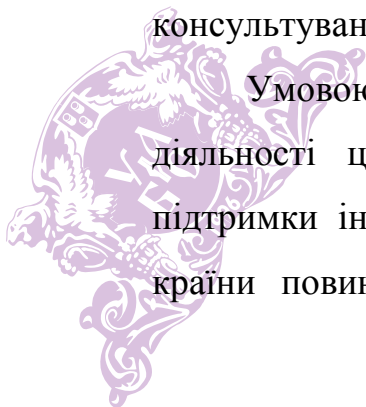 консультуван
Умовою
діяльності ц
підтримки ін
країни повин